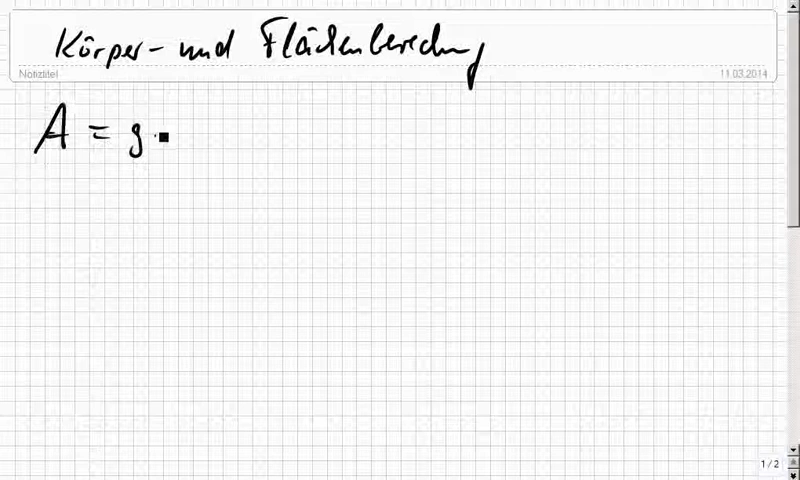 Körper- und Flächenberechnung
Notiztitel
11.03.2014
A = g ·
1 / 2